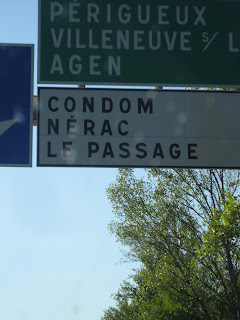 PÉRIGUEUX
VILLENEUVE S/ L
AGEN
CONDOM
NÉRAC
LE PASSAGE